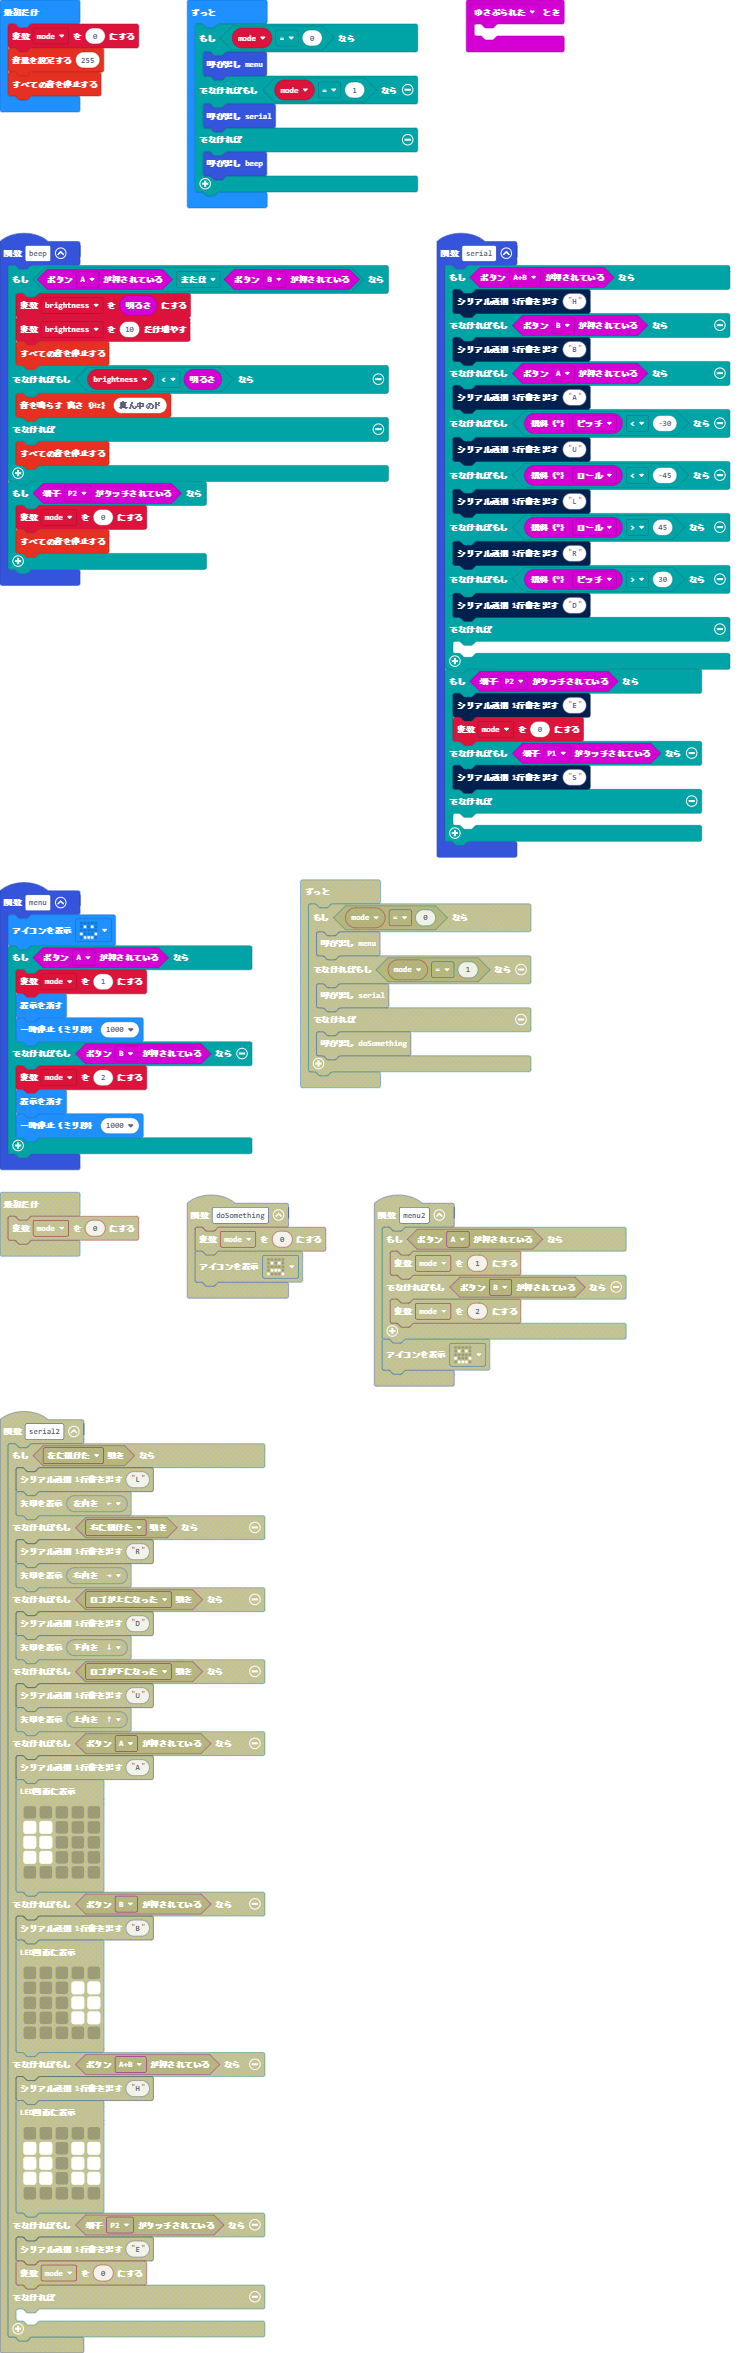 最初だけ
変数 mode を 0 にする
音量を設定する 255
すべての音を停止する
ずっと
もし mode = 0 なら
呼び出し menu
でなければもし mode = 1 なら
呼び出し serial
でなければ
呼び出し beep
ゆさぶられた とき
関数 beep
もし ボタン A が押されている または ボタン B が押されている なら
変数 brightness を 明るさ にする
変数 brightness を 10 だけ増やす
すべての音を停止する
でなければもし brightness < 明るさ なら
音を鳴らす 高さ (Hz) 真ん中のド
でなければ
すべての音を停止する
もし 端子 P2 がタッチされている なら
変数 mode を 0 にする
すべての音を停止する
関数 serial
もし ボタン A+B が押されている なら
シリアル通信 1行書き出す "H"
でなければもし ボタン B が押されている なら
シリアル通信 1行書き出す "B"
でなければもし ボタン A が押されている なら
シリアル通信 1行書き出す "A"
でなければもし 傾斜 (°) ピッチ < -30 なら
シリアル通信 1行書き出す "U"
でなければもし 傾斜 (°) ロール < -45 なら
シリアル通信 1行書き出す "L"
でなければもし 傾斜 (°) ロール > 45 なら
シリアル通信 1行書き出す "R"
でなければもし 傾斜 (°) ピッチ > 30 なら
シリアル通信 1行書き出す "D"
でなければ
もし 端子 P2 がタッチされている なら
シリアル通信 1行書き出す "E"
変数 mode を 0 にする
でなければもし 端子 P1 がタッチされている なら
シリアル通信 1行書き出す "S"
でなければ
関数 menu
アイコンを表示
もし ボタン A が押されている なら
変数 mode を 1 にする
表示を消す
一時停止 (ミリ秒) 1000
でなければもし ボタン B が押されている なら
変数 mode を 2 にする
表示を消す
一時停止 (ミリ秒) 1000
ずっと
もし mode = 0 なら
呼び出し menu
でなければもし mode = 1 なら
呼び出し serial
でなければ
呼び出し doSomething
最初だけ
変数 mode を 0 にする
関数 doSomething
変数 mode を 0 にする
アイコンを表示
関数 menu2
もし ボタン A が押されている なら
変数 mode を 1 にする
でなければもし ボタン B が押されている なら
変数 mode を 2 にする
アイコンを表示
関数 serial2
もし 左に傾けた 動き なら
シリアル通信 1行書き出す "L"
矢印を表示 左向き ←
でなければもし 右に傾けた 動き なら
シリアル通信 1行書き出す "R"
矢印を表示 右向き →
でなければもし ロゴが上になった 動き なら
シリアル通信 1行書き出す "D"
矢印を表示 下向き ↓
でなければもし ロゴが下になった 動き なら
シリアル通信 1行書き出す "U"
矢印を表示 上向き ↑
でなければもし ボタン A が押されている なら
シリアル通信 1行書き出す "A"
LED画面に表示
でなければもし ボタン B が押されている なら
シリアル通信 1行書き出す "B"
LED画面に表示
でなければもし ボタン A+B が押されている なら
シリアル通信 1行書き出す "H"
LED画面に表示
でなければもし 端子 P2 がタッチされている なら
シリアル通信 1行書き出す "E"
変数 mode を 0 にする
でなければ